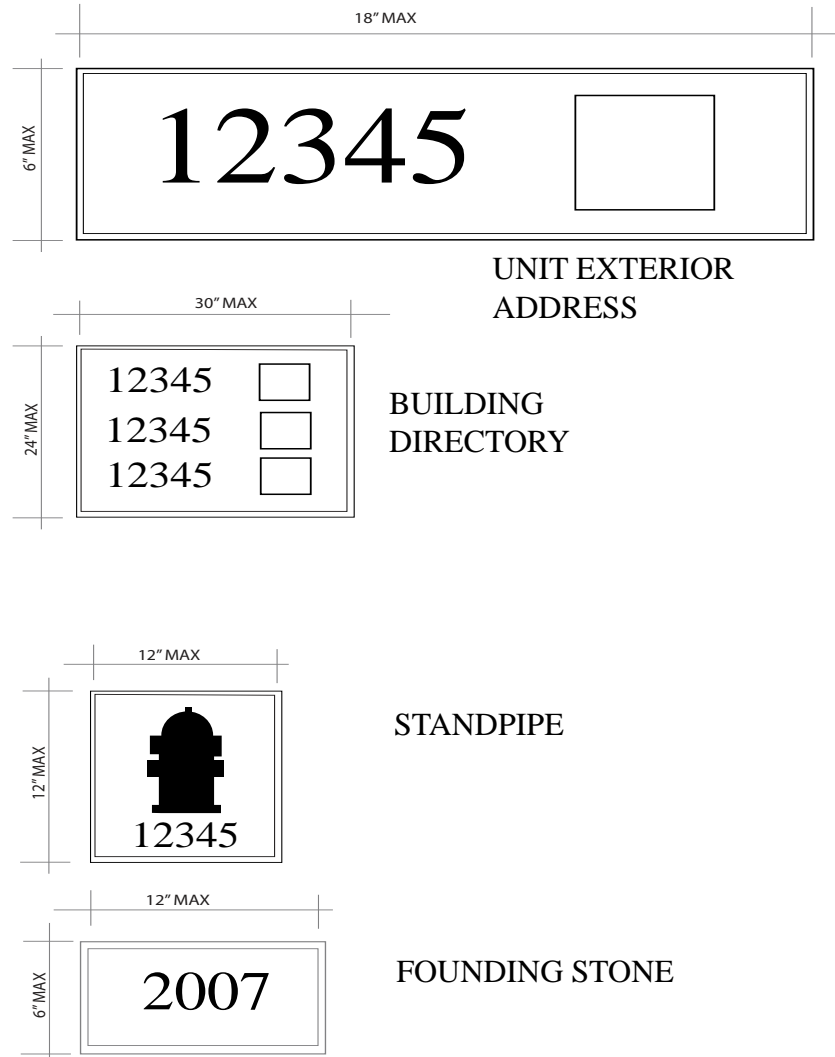 18" MAX
6" MAX
12345
UNIT EXTERIOR
ADDRESS
30" MAX
24" MAX
12345
12345
12345
BUILDING
DIRECTORY
12" MAX
12" MAX
12345
STANDPIPE
12" MAX
6" MAX
2007
FOUNDING STONE